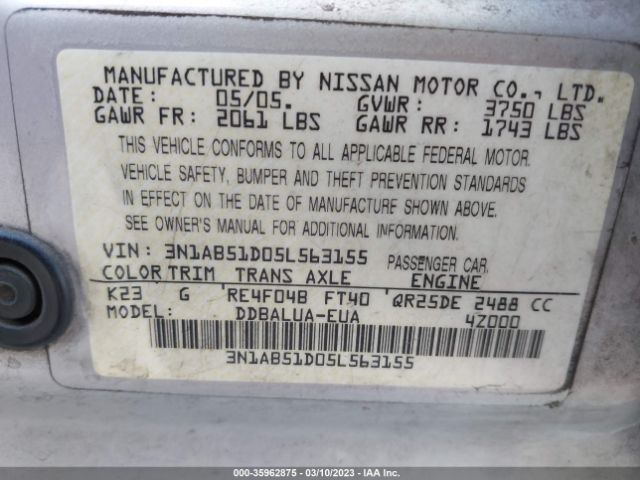 MANUFACTURED BY NISSAN MOTOR CO., LTD.
DATE: 05/05. GVWR: 3750 LBS
GAWR FR: 2061 LBS GAWR RR: 1743 LBS
THIS VEHICLE CONFORMS TO ALL APPLICABLE FEDERAL MOTOR
VEHICLE SAFETY, BUMPER AND THEFT PREVENTION STANDARDS
IN EFFECT ON THE DATE OF MANUFACTURE SHOWN ABOVE.
SEE OWNER'S MANUAL FOR ADDITIONAL INFORMATION.
VIN: 3N1AB51D05L563155 PASSENGER CAR
COLOR TRIM TRANS AXLE ENGINE
K23 G RE4F04B FT40 QR25DE 2488 CC
MODEL: DDBALUA-EUA 4Z000
3N1AB51D05L563155
000-35962875 — 03/10/2023 — IAA Inc.